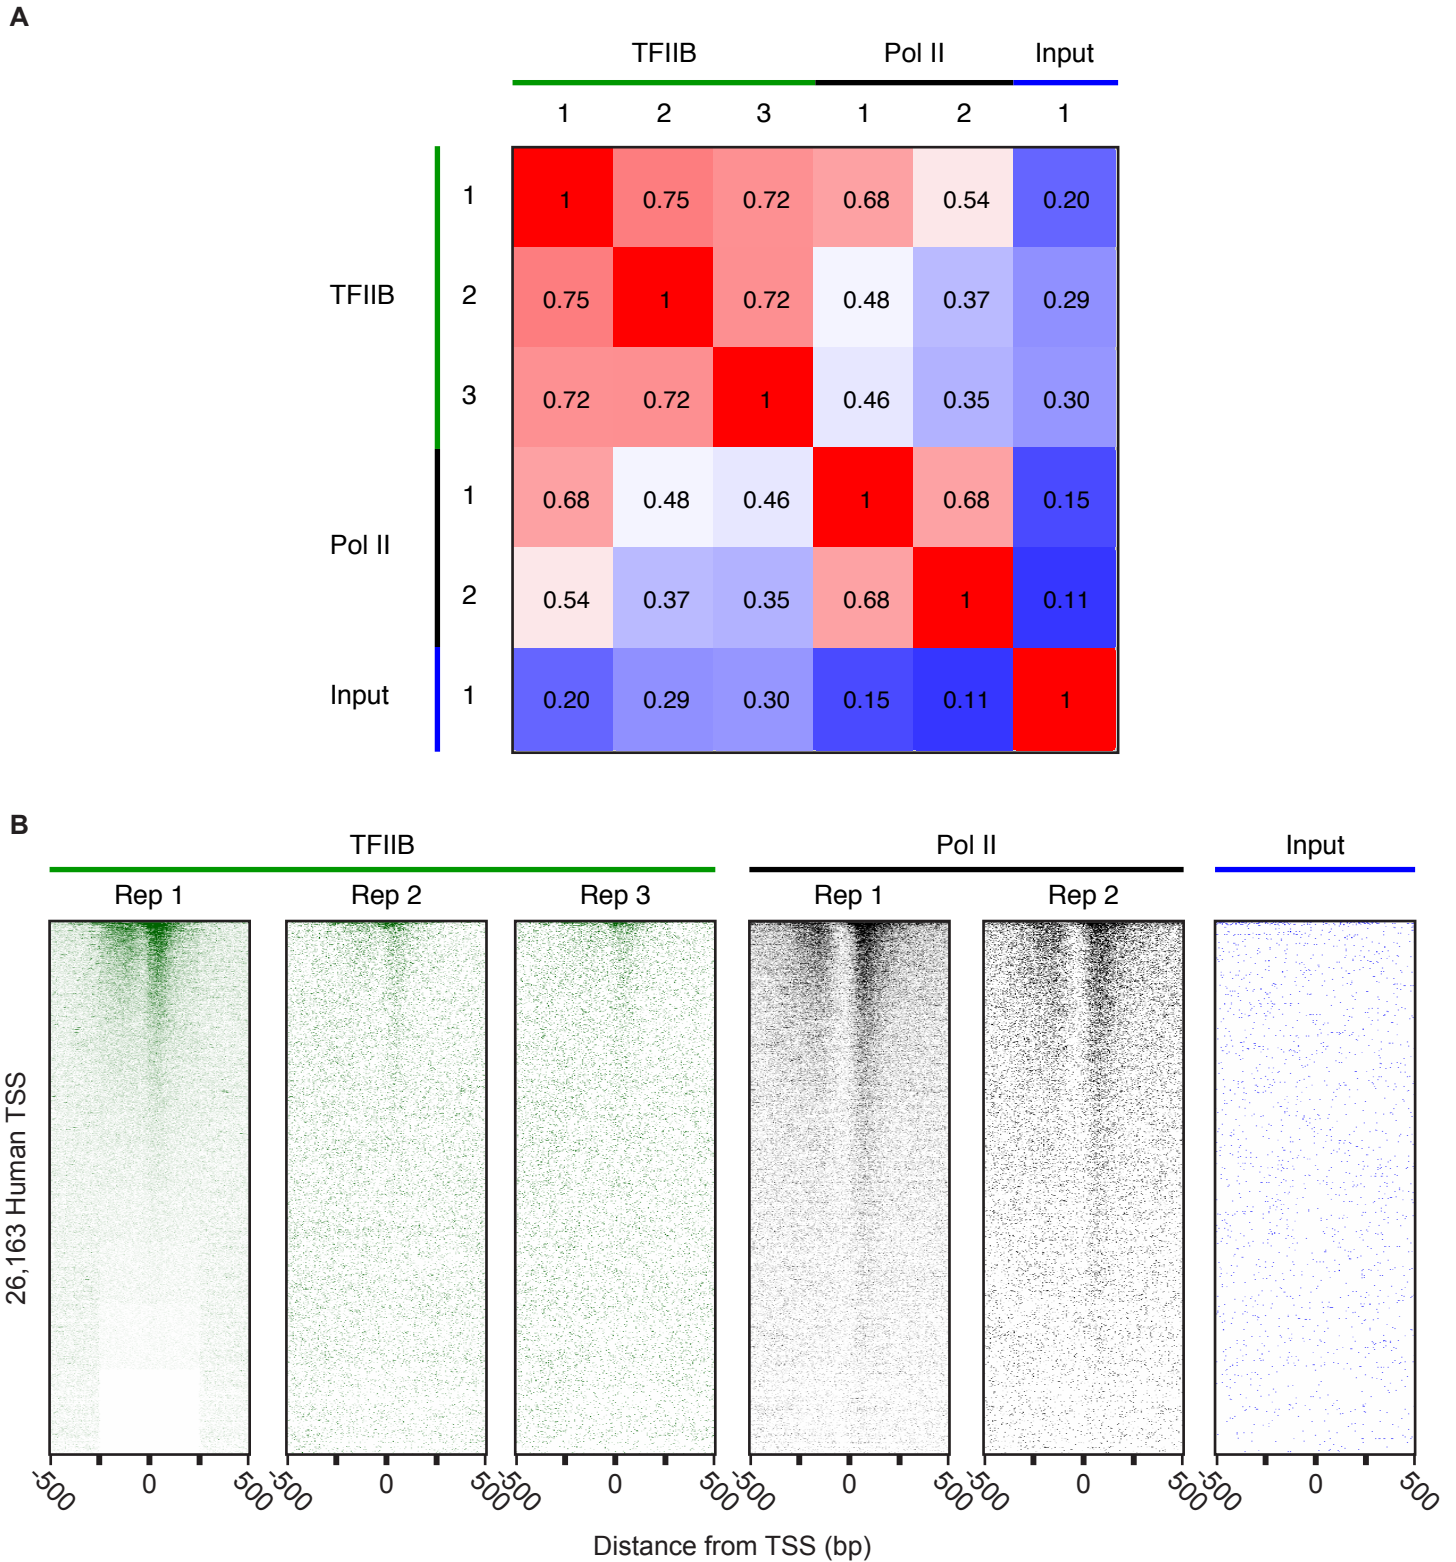 A
TFIIB Pol II Input
1 2 3 1 2 1
1 1 0.75 0.72 0.68 0.54 0.20
TFIIB 2 0.75 1 0.72 0.48 0.37 0.29
3 0.72 0.72 1 0.46 0.35 0.30
1 0.68 0.48 0.46 1 0.68 0.15
Pol II
2 0.54 0.37 0.35 0.68 1 0.11
Input 1 0.20 0.29 0.30 0.15 0.11 1
B
TFIIB Pol II Input
Rep 1 Rep 2 Rep 3 Rep 1 Rep 2
26,163 Human TSS
-500 0 500 -500 0 500 -500 0 500 -500 0 500 -500 0 500 -500 0 500
Distance from TSS (bp)